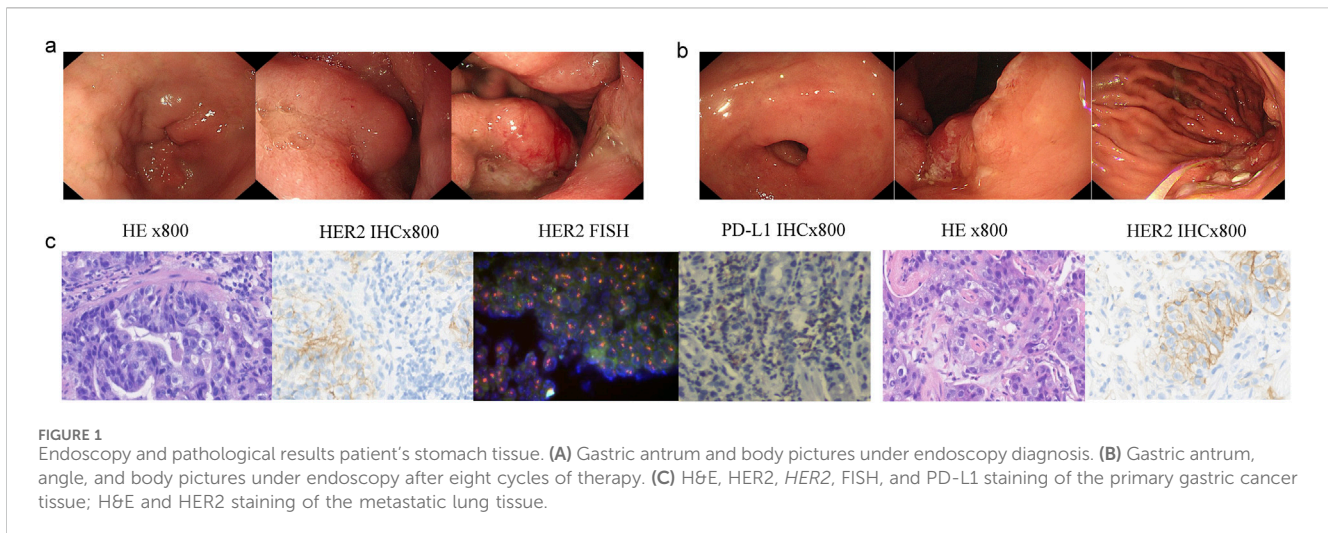 a
b
HE x800
HER2 IHCx800
HER2 FISH
PD-L1 IHCx800
HE x800
HER2 IHCx800
c
FIGURE 1
Endoscopy and pathological results patient's stomach tissue. (A) Gastric antrum and body pictures under endoscopy diagnosis. (B) Gastric antrum,
angle, and body pictures under endoscopy after eight cycles of therapy. (C) H&E, HER2, HER2, FISH, and PD-L1 staining of the primary gastric cancer
tissue; H&E and HER2 staining of the metastatic lung tissue.